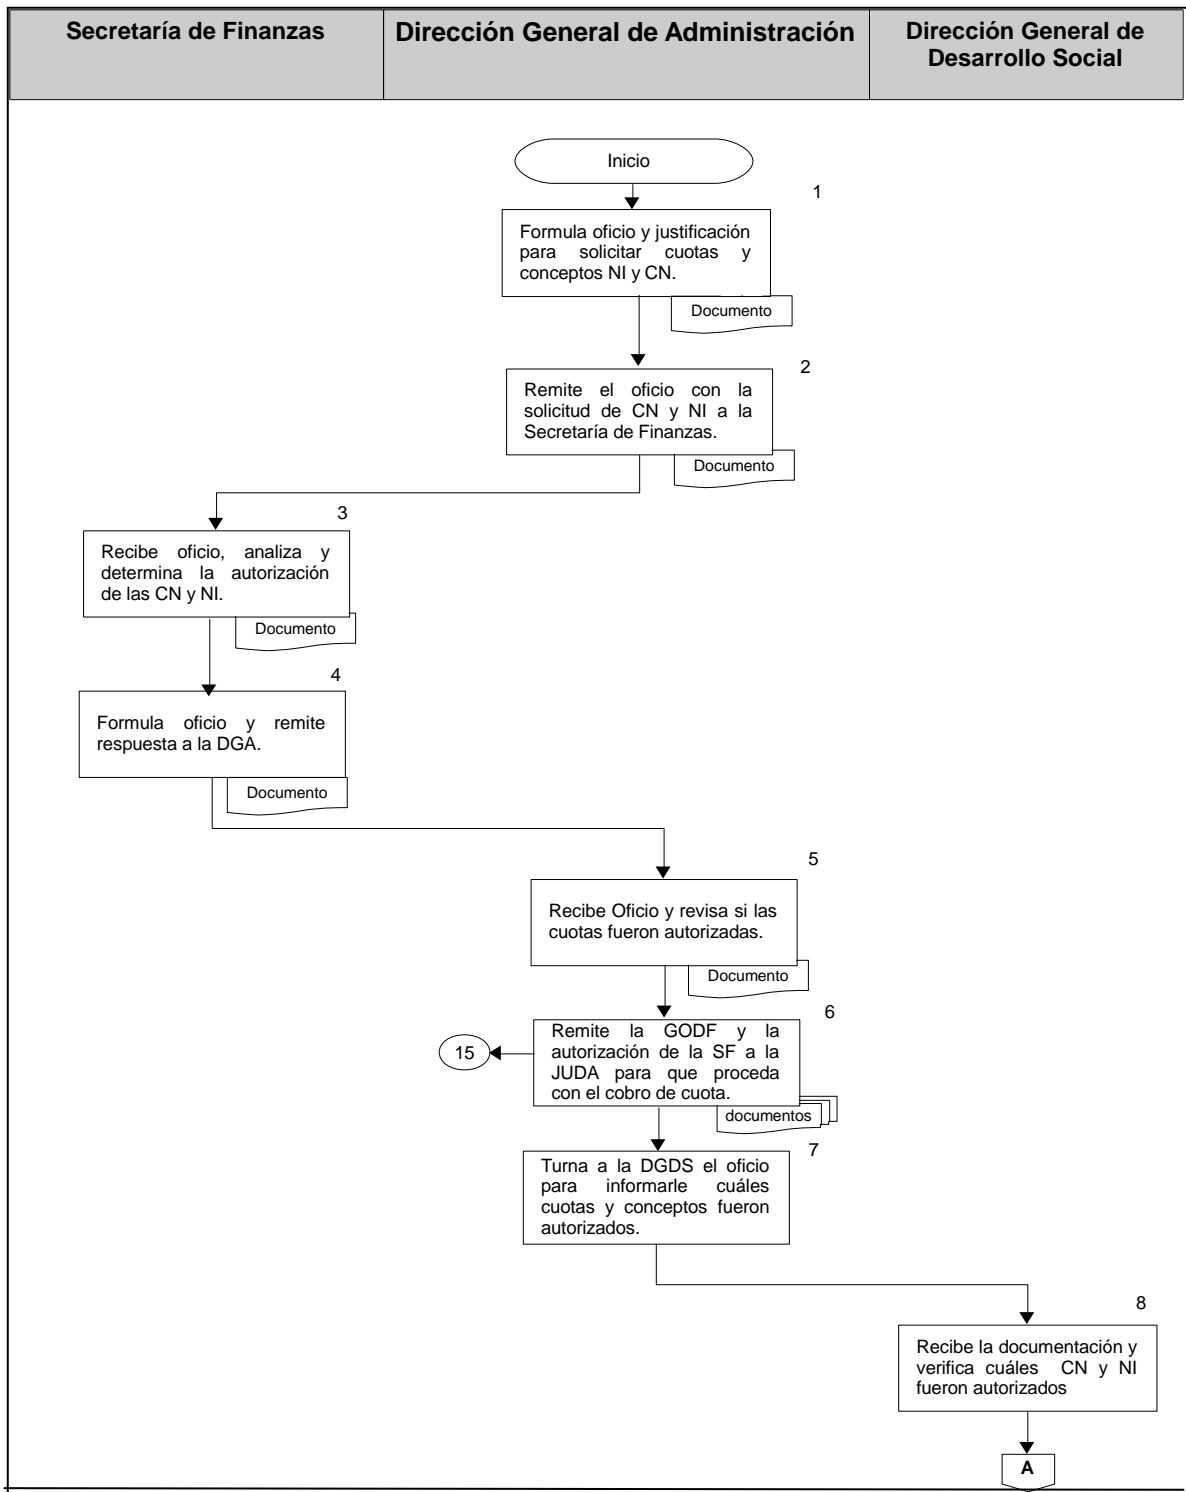 Secretaría de Finanzas
Dirección General de Administración
Dirección General de
Desarrollo Social
Inicio
1
Formula oficio y justificación
para solicitar cuotas y
conceptos NI y CN.
Documento
2
Remite el oficio con la
solicitud de CN y NI a la
Secretaría de Finanzas.
Documento
3
Recibe oficio, analiza y
determina la autorización
de las CN y NI.
Documento
4
Formula oficio y remite
respuesta a la DGA.
Documento
5
Recibe Oficio y revisa si las
cuotas fueron autorizadas.
Documento
6
15
Remite la GODF y la
autorización de la SF a la
JUDA para que proceda
con el cobro de cuota.
documentos
7
Turna a la DGDS el oficio
para informarle cuáles
cuotas y conceptos fueron
autorizados.
8
Recibe la documentación y
verifica cuáles CN y NI
fueron autorizados
A